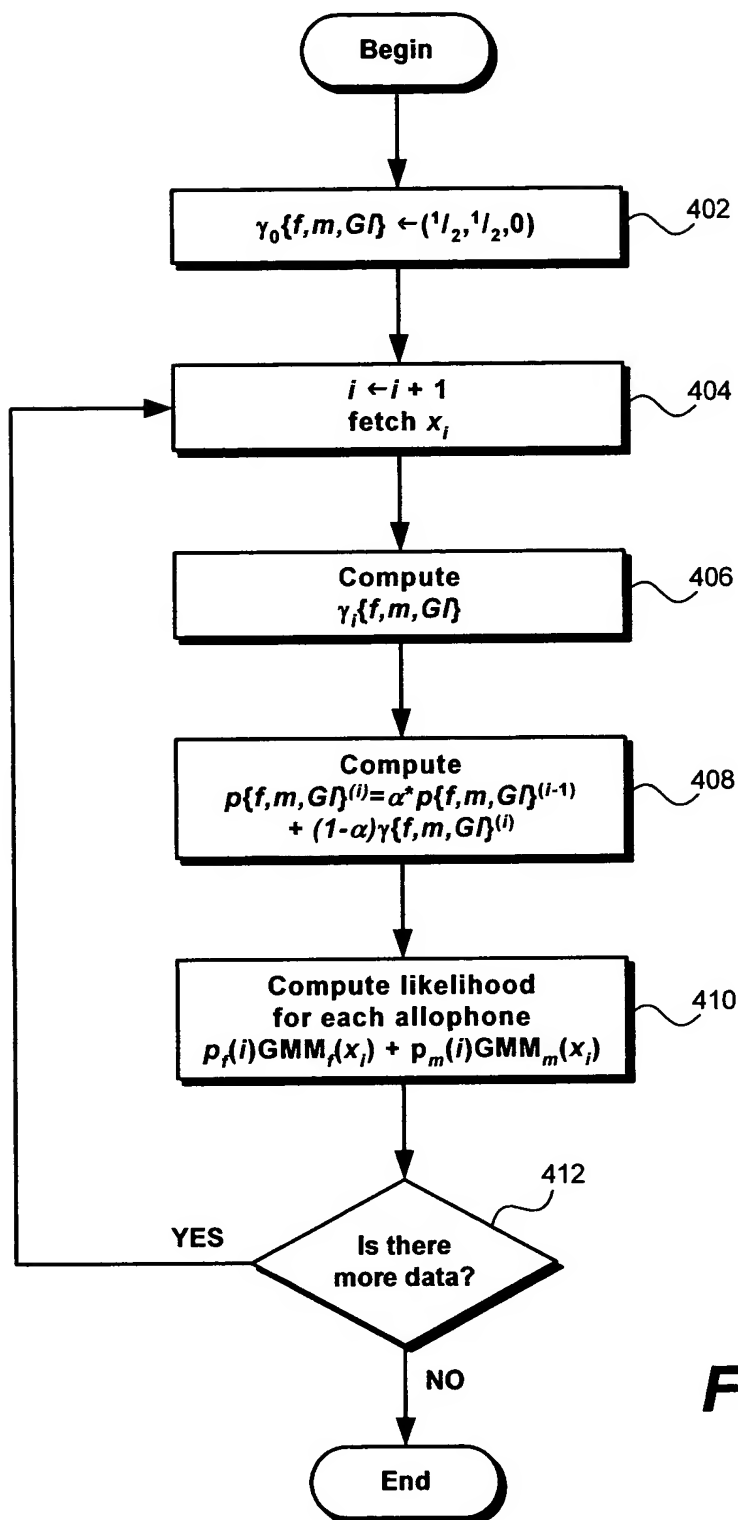 Begin
γ₀{f,m,Gl} ←(¹/₂,¹/₂,0)
402
i ←i + 1
fetch xᵢ
404
Compute
γᵢ{f,m,Gl}
406
Compute
p{f,m,Gl}⁽ⁱ⁾=α*p{f,m,Gl}⁽ⁱ⁻¹⁾
+ (1-α)γ{f,m,Gl}⁽ⁱ⁾
408
Compute likelihood
for each allophone
p_f(i)GMM_f(xᵢ) + pₘ(i)GMMₘ(xᵢ)
410
412
YES
Is there
more data?
NO
F
End